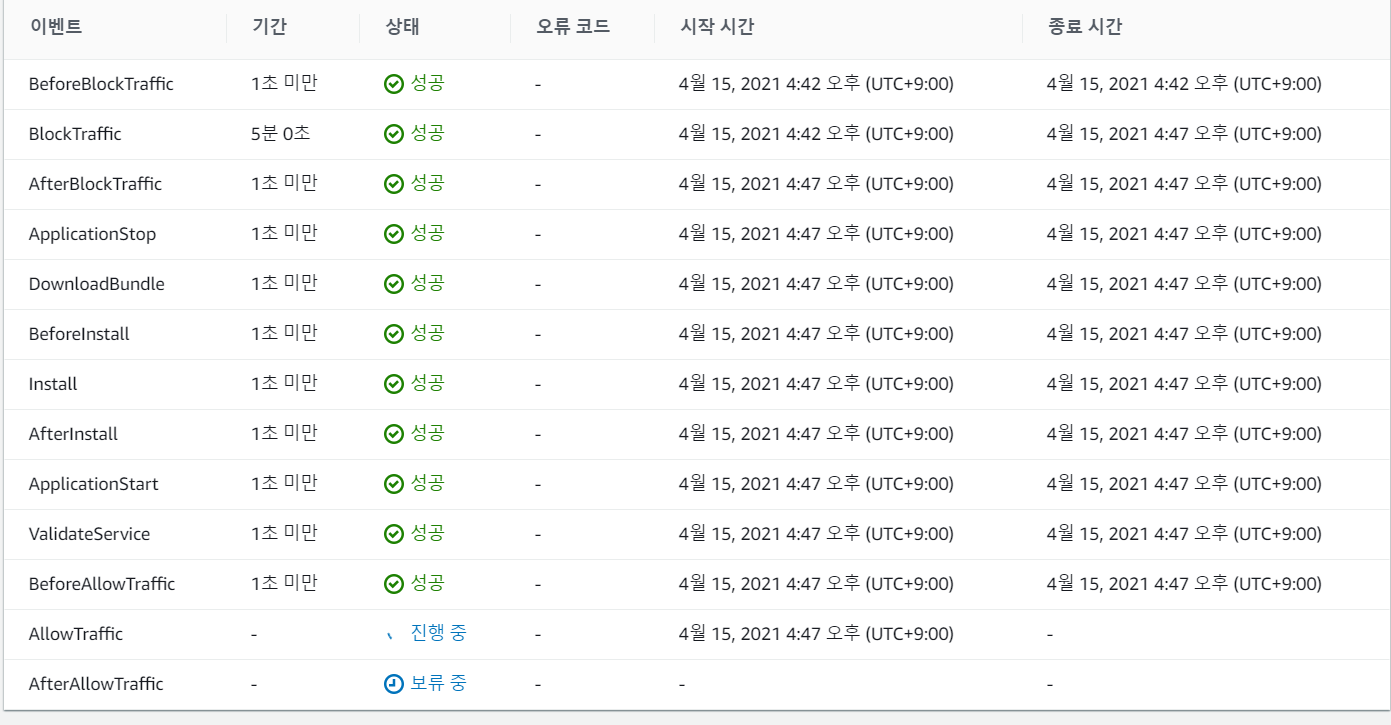 이벤트 기간 상태 오류 코드 시작 시간 종료 시간
BeforeBlockTraffic 1초 미만 성공 - 4월 15, 2021 4:42 오후 (UTC+9:00) 4월 15, 2021 4:42 오후 (UTC+9:00)
BlockTraffic 5분 0초 성공 - 4월 15, 2021 4:42 오후 (UTC+9:00) 4월 15, 2021 4:47 오후 (UTC+9:00)
AfterBlockTraffic 1초 미만 성공 - 4월 15, 2021 4:47 오후 (UTC+9:00) 4월 15, 2021 4:47 오후 (UTC+9:00)
ApplicationStop 1초 미만 성공 - 4월 15, 2021 4:47 오후 (UTC+9:00) 4월 15, 2021 4:47 오후 (UTC+9:00)
DownloadBundle 1초 미만 성공 - 4월 15, 2021 4:47 오후 (UTC+9:00) 4월 15, 2021 4:47 오후 (UTC+9:00)
BeforeInstall 1초 미만 성공 - 4월 15, 2021 4:47 오후 (UTC+9:00) 4월 15, 2021 4:47 오후 (UTC+9:00)
Install 1초 미만 성공 - 4월 15, 2021 4:47 오후 (UTC+9:00) 4월 15, 2021 4:47 오후 (UTC+9:00)
AfterInstall 1초 미만 성공 - 4월 15, 2021 4:47 오후 (UTC+9:00) 4월 15, 2021 4:47 오후 (UTC+9:00)
ApplicationStart 1초 미만 성공 - 4월 15, 2021 4:47 오후 (UTC+9:00) 4월 15, 2021 4:47 오후 (UTC+9:00)
ValidateService 1초 미만 성공 - 4월 15, 2021 4:47 오후 (UTC+9:00) 4월 15, 2021 4:47 오후 (UTC+9:00)
BeforeAllowTraffic 1초 미만 성공 - 4월 15, 2021 4:47 오후 (UTC+9:00) 4월 15, 2021 4:47 오후 (UTC+9:00)
AllowTraffic - 진행 중 - 4월 15, 2021 4:47 오후 (UTC+9:00) -
AfterAllowTraffic - 보류 중 - - -